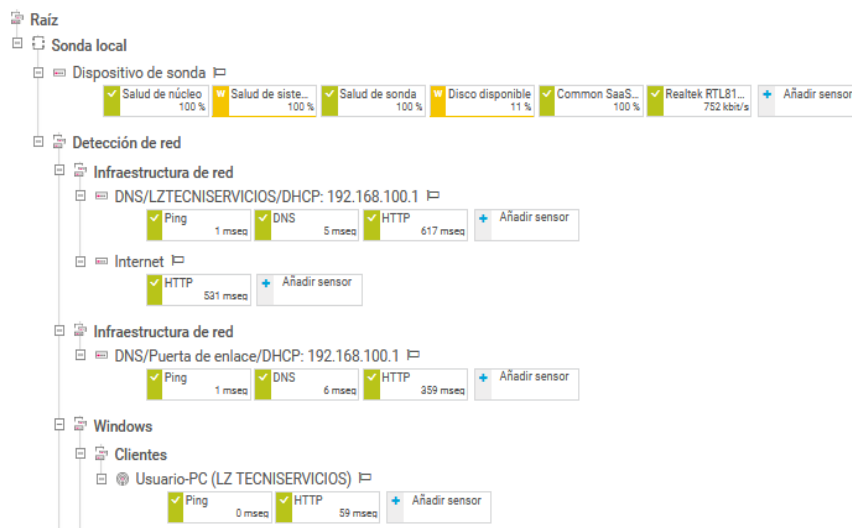 Raíz
Sonda local
Dispositivo de sonda
Salud de núcleo
100 %
W Salud de siste...
100 %
Salud de sonda
100 %
W Disco disponible
11 %
Common SaaS...
100 %
Realtek RTL81...
752 kbit/s
+ Añadir sensor
Detección de red
Infraestructura de red
DNS/LZTECNISERVICIOS/DHCP: 192.168.100.1
Ping
1 mseg
DNS
5 mseg
HTTP
617 mseg
+ Añadir sensor
Internet
HTTP
531 mseg
+ Añadir sensor
Infraestructura de red
DNS/Puerta de enlace/DHCP: 192.168.100.1
Ping
1 mseg
DNS
6 mseg
HTTP
359 mseg
+ Añadir sensor
Windows
Clientes
Usuario-PC (LZ TECNISERVICIOS)
Ping
0 mseg
HTTP
59 mseg
+ Añadir sensor